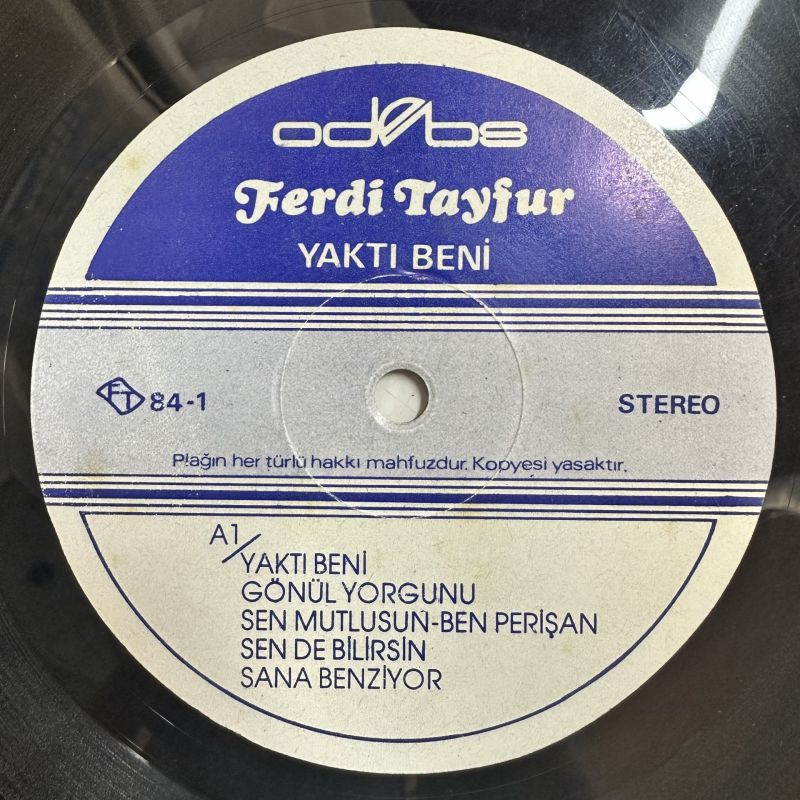 odebs
Ferdi Tayfur
YAKTI BENİ
FT 84-1
STEREO
Plağın her türlü hakkı mahfuzdur. Kopyesi yasaktır.
A1/
YAKTI BENİ
GÖNÜL YORGUNU
SEN MUTLUSUN-BEN PERİŞAN
SEN DE BİLİRSİN
SANA BENZİYOR